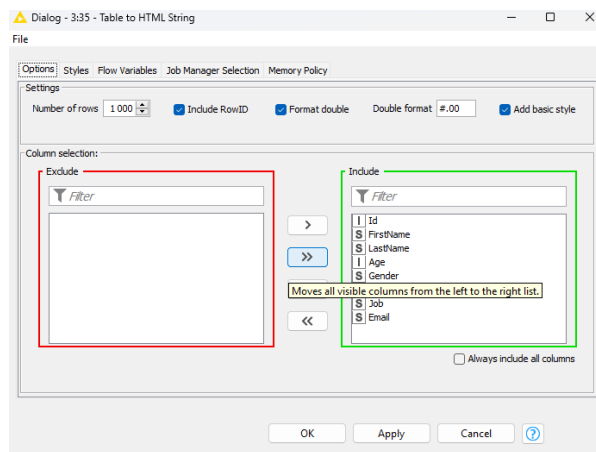 Dialog - 3:35 - Table to HTML String
File
Options Styles Flow Variables Job Manager Selection Memory Policy
Settings
Number of rows 1 000 Include RowID Format double Double format #.00 Add basic style
Column selection:
Exclude
Include
Filter
Filter
>
I Id
S FirstName
S LastName
>>
I Age
S Gender
Moves all visible columns from the left to the right list.
S Job
<<
S Email
Always include all columns
OK Apply Cancel ?